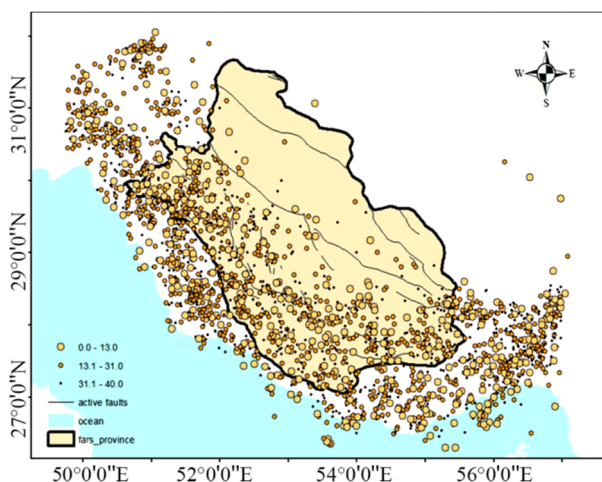 N
W E
S
31°0'0"N
29°0'0"N
27°0'0"N
0.0 - 13.0
13.1 - 31.0
31.1 - 40.0
active faults
ocean
fars_province
50°0'0"E 52°0'0"E 54°0'0"E 56°0'0"E